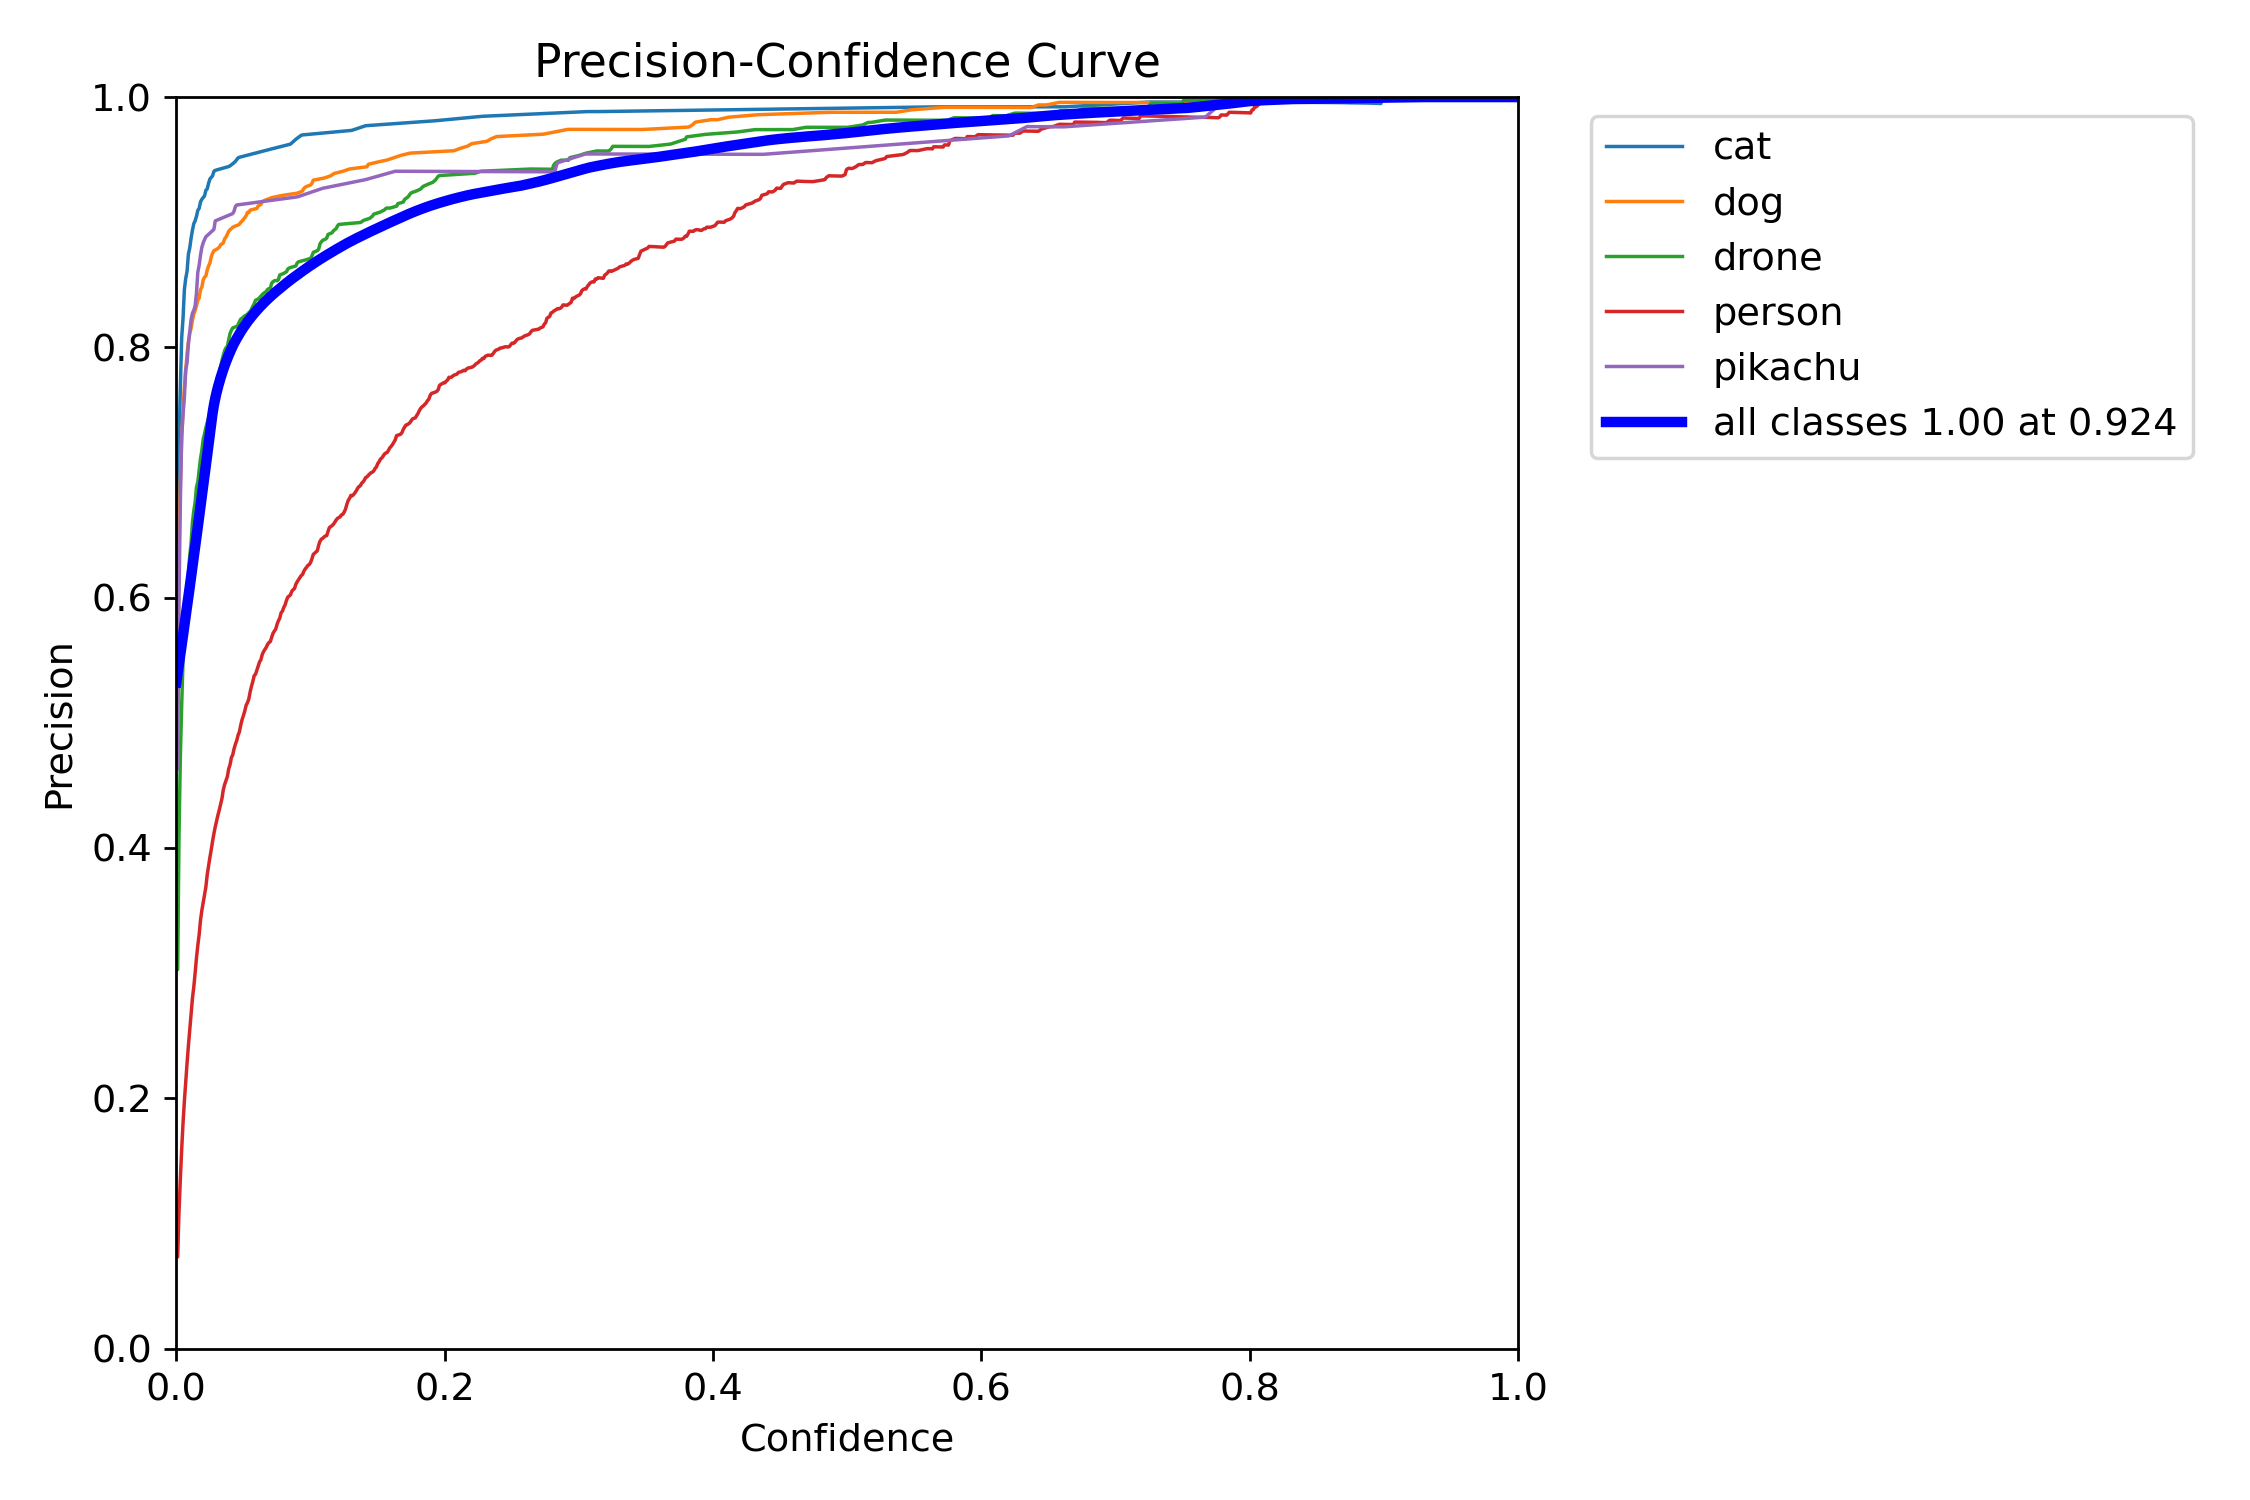 Precision-Confidence Curve
1.0
0.8
0.6
0.4
0.2
0.0
Precision
0.0 0.2 0.4 0.6 0.8 1.0
Confidence
cat
dog
drone
person
pikachu
all classes 1.00 at 0.924